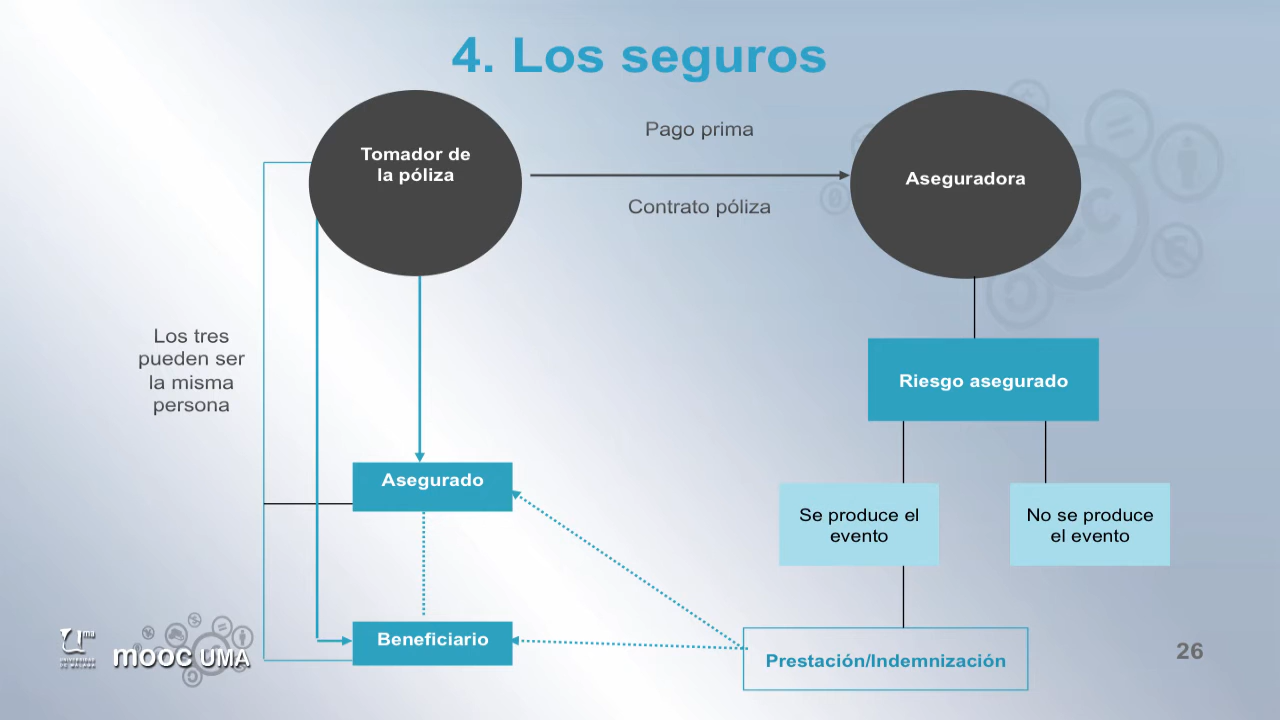 4. Los seguros
Tomador de
la póliza
Pago prima
Contrato póliza
Aseguradora
Los tres
pueden ser
la misma
persona
Riesgo asegurado
Asegurado
Se produce el
evento
No se produce
el evento
Beneficiario
Prestación/Indemnización
mooc UMA
26